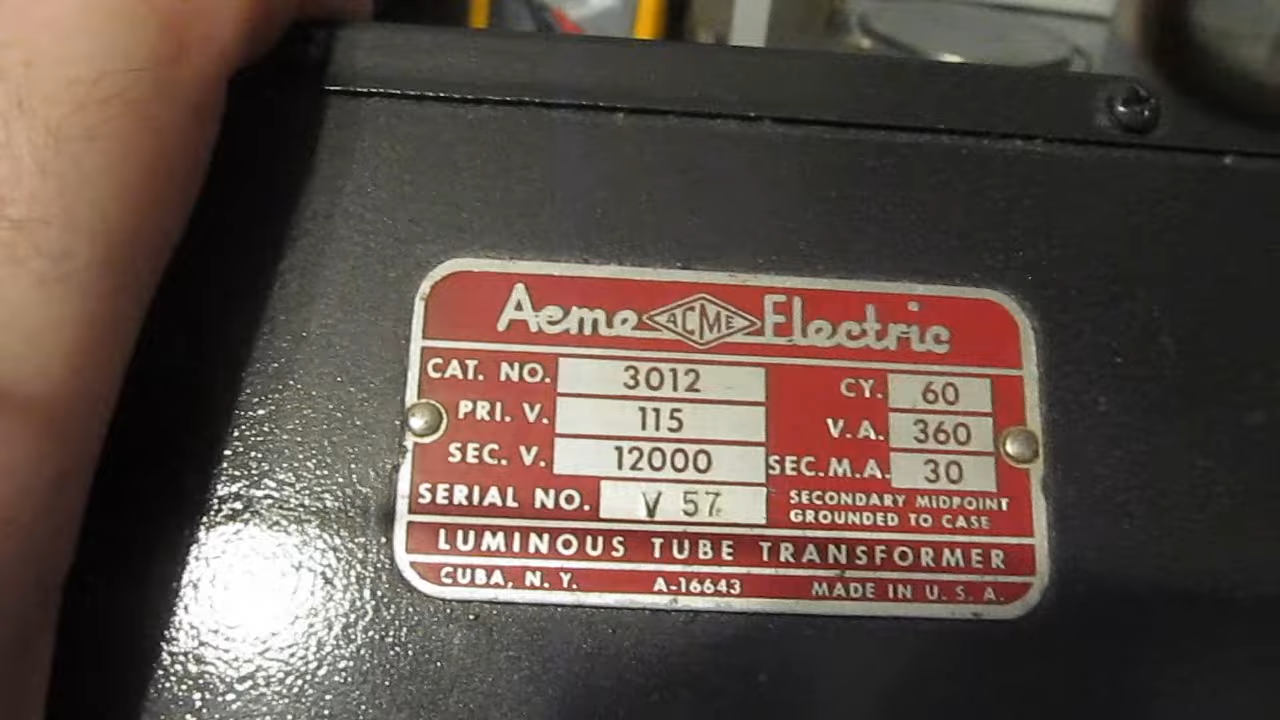 Acme ACME Electric
CAT. NO. 3012 CY. 60
PRI. V. 115 V.A. 360
SEC. V. 12000 SEC.M.A. 30
SERIAL NO. V 57 SECONDARY MIDPOINT
GROUNDED TO CASE
LUMINOUS TUBE TRANSFORMER
CUBA, N. Y. A-16643 MADE IN U. S. A.